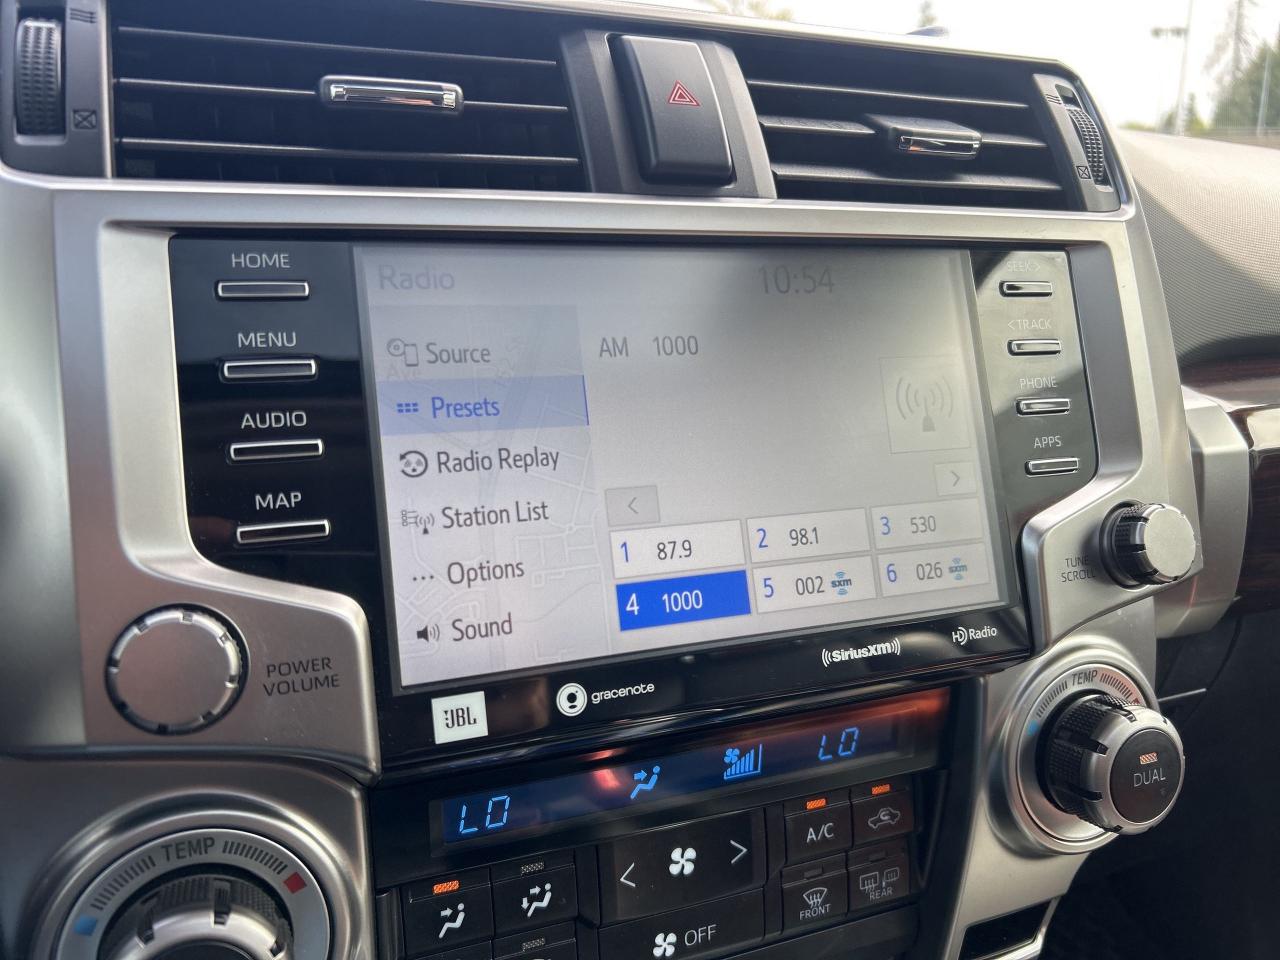 HOME
MENU
AUDIO
MAP
POWER
VOLUME
Radio
10:54
Source
Presets
Radio Replay
Station List
Options
Sound
AM 1000
<
>
1 87.9
2 98.1
3 530
4 1000
5 002 sxm
6 026 sxm
SEEK>
<TRACK
PHONE
APPS
TUNE
SCROLL
JBL
gracenote
SiriusXM
HD Radio
LO
LO
TEMP
TEMP
DUAL
A/C
< >
FRONT
REAR
OFF